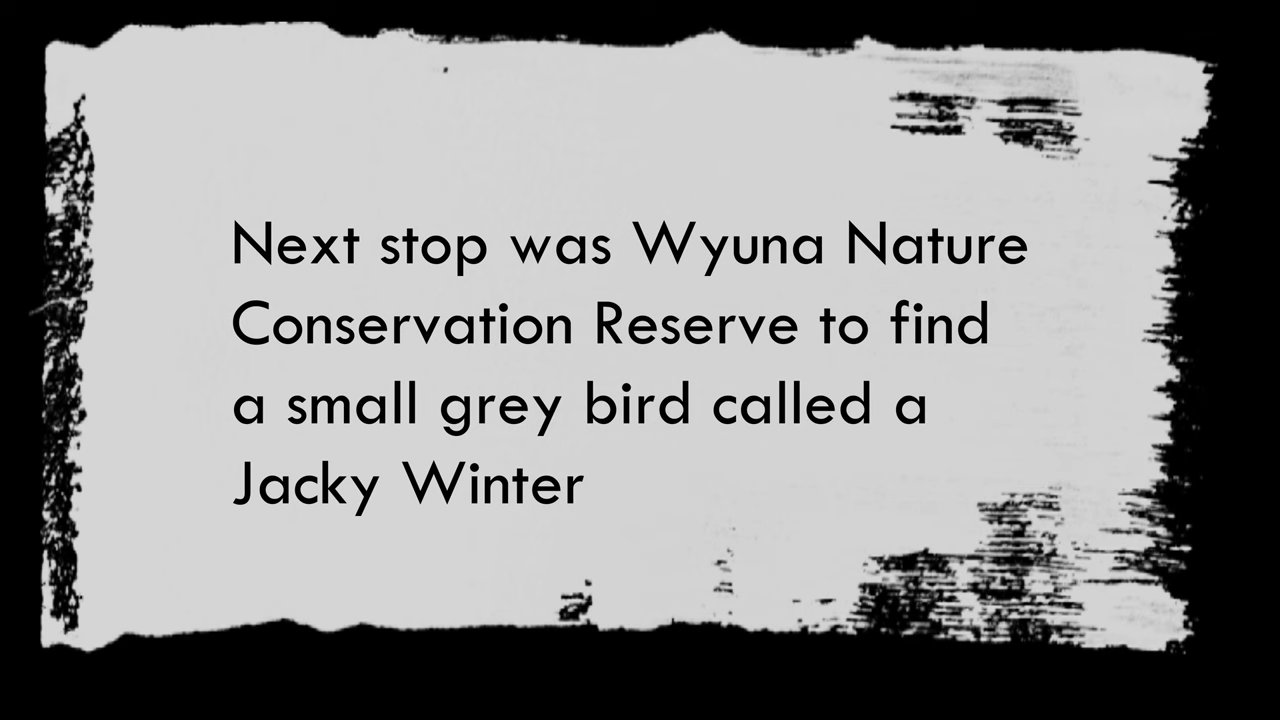 Next stop was Wyuna Nature
Conservation Reserve to find
a small grey bird called a
Jacky Winter